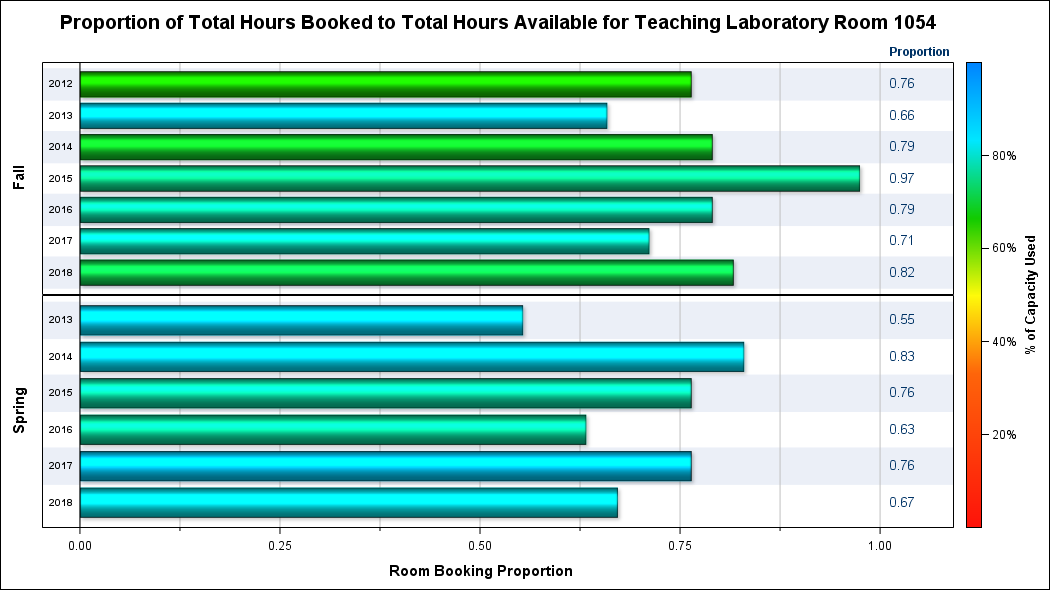 Proportion of Total Hours Booked to Total Hours Available for Teaching Laboratory Room 1054
Proportion
Fall
2012 0.76
2013 0.66
2014 0.79
2015 0.97
2016 0.79
2017 0.71
2018 0.82
Spring
2013 0.55
2014 0.83
2015 0.76
2016 0.63
2017 0.76
2018 0.67
0.00 0.25 0.50 0.75 1.00
Room Booking Proportion
80%
60%
40%
20%
% of Capacity Used